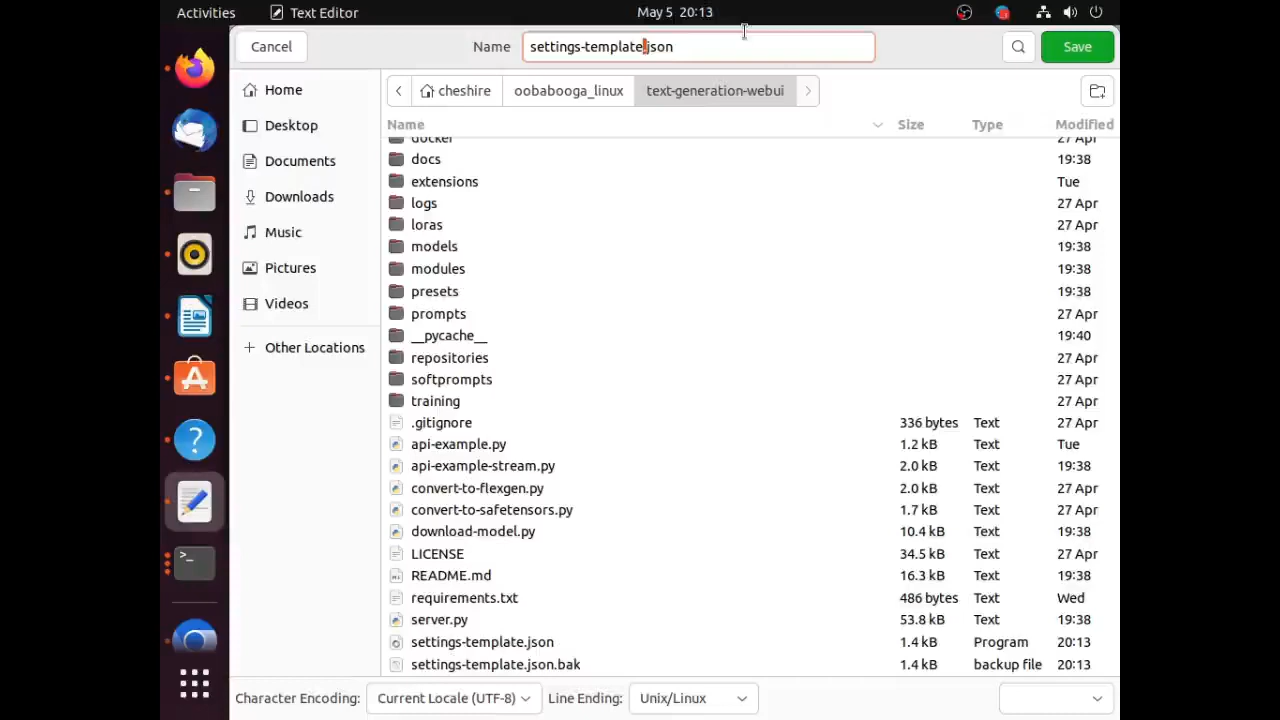 Activities Text Editor May 5 20:13
Cancel Name settings-template.json Save
Home cheshire oobabooga_linux text-generation-webui
Name Size Type Modified
docker 27 Apr
Desktop
docs 19:38
Documents
extensions Tue
Downloads
logs 27 Apr
loras 27 Apr
Music
models 19:38
Pictures
modules 19:38
presets 19:38
Videos
prompts 27 Apr
__pycache__ 19:40
Other Locations
repositories 27 Apr
softprompts 27 Apr
training 27 Apr
.gitignore 336 bytes Text 27 Apr
api-example.py 1.2 kB Text Tue
api-example-stream.py 2.0 kB Text 19:38
convert-to-flexgen.py 2.0 kB Text 27 Apr
convert-to-safetensors.py 1.7 kB Text 27 Apr
download-model.py 10.4 kB Text 19:38
LICENSE 34.5 kB Text 27 Apr
README.md 16.3 kB Text 19:38
requirements.txt 486 bytes Text Wed
server.py 53.8 kB Text 19:38
settings-template.json 1.4 kB Program 20:13
settings-template.json.bak 1.4 kB backup file 20:13
Character Encoding: Current Locale (UTF-8) Line Ending: Unix/Linux